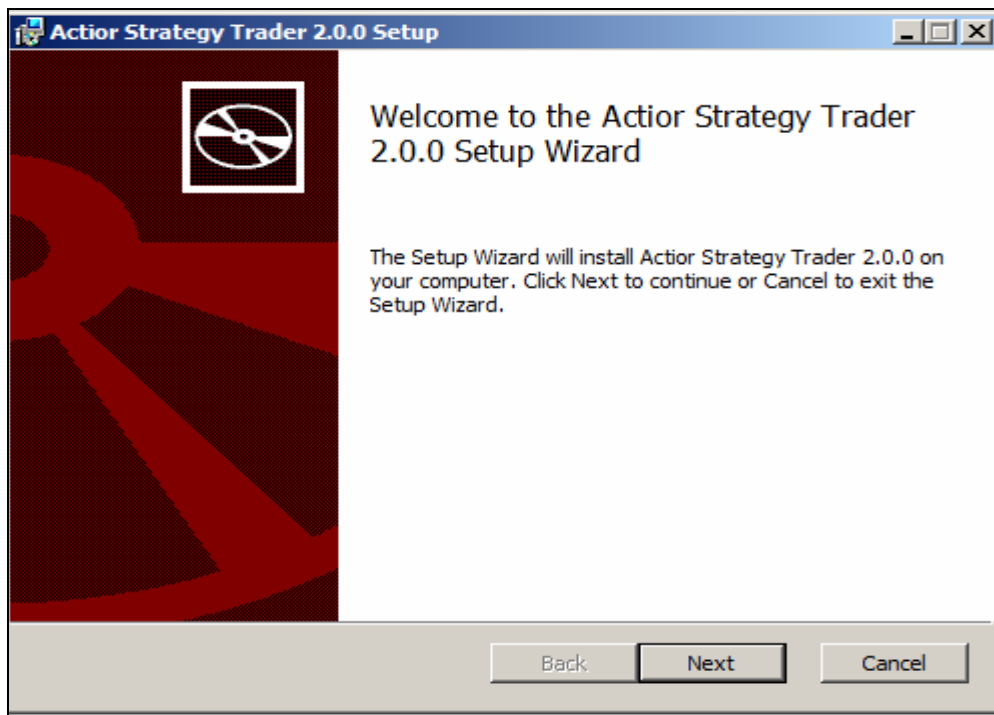 Actior Strategy Trader 2.0.0 Setup
Welcome to the Actior Strategy Trader
2.0.0 Setup Wizard
The Setup Wizard will install Actior Strategy Trader 2.0.0 on
your computer. Click Next to continue or Cancel to exit the
Setup Wizard.
Back Next Cancel